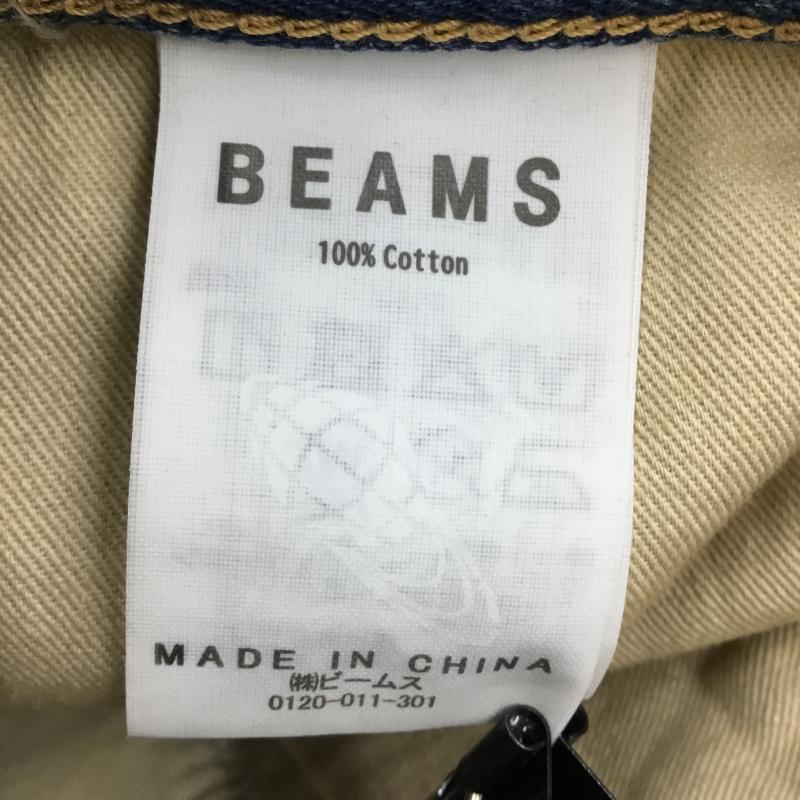 BEAMS
100% Cotton
MADE IN CHINA
㈱ビームス
0120-011-301